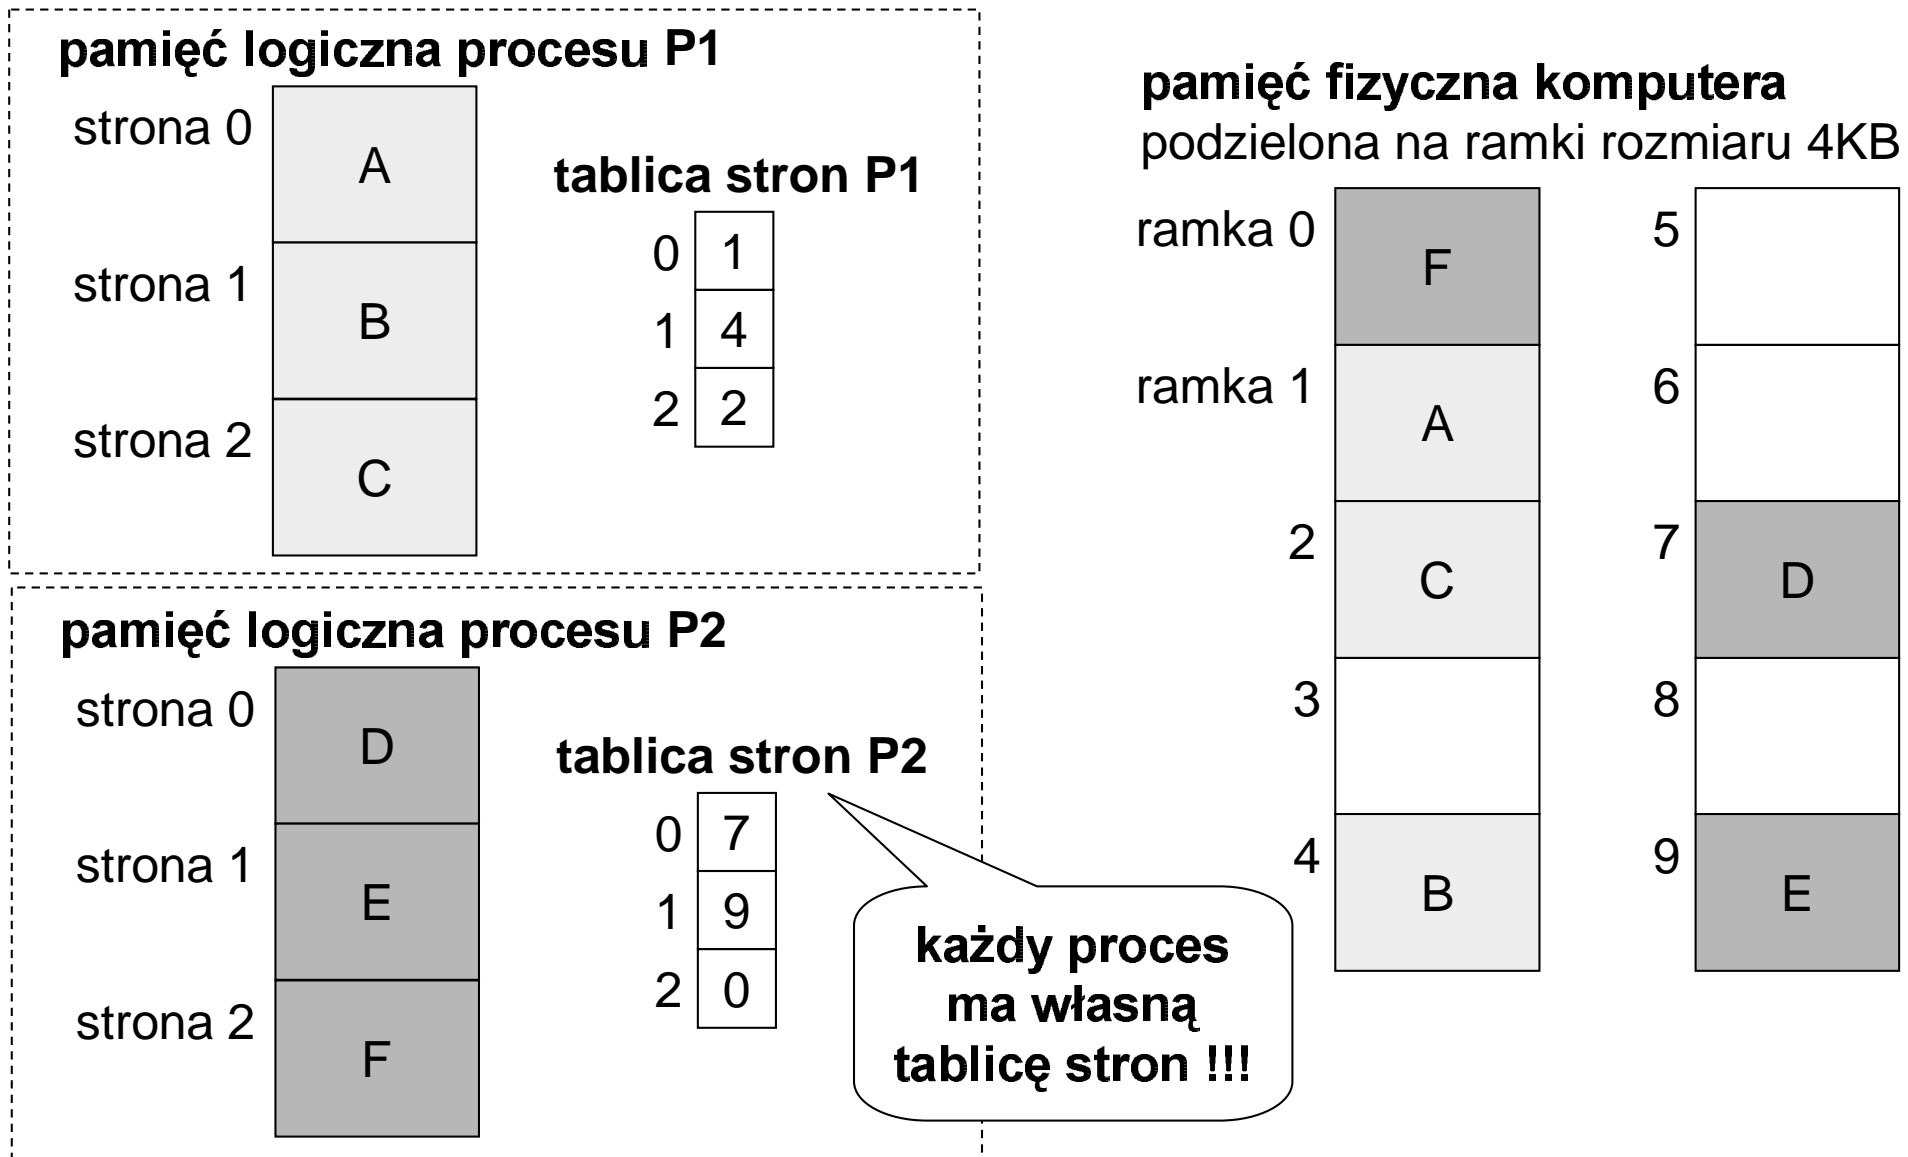 pamięć logiczna procesu P1
strona 0
A
strona 1
B
strona 2
C
tablica stron P1
0 1
1 4
2 2
pamięć logiczna procesu P2
strona 0
D
strona 1
E
strona 2
F
tablica stron P2
0 7
1 9
2 0
każdy proces
ma własną
tablicę stron !!!
pamięć fizyczna komputera
podzielona na ramki rozmiaru 4KB
ramka 0
F
ramka 1
A
2
C
3
4
B
5
6
7
D
8
9
E